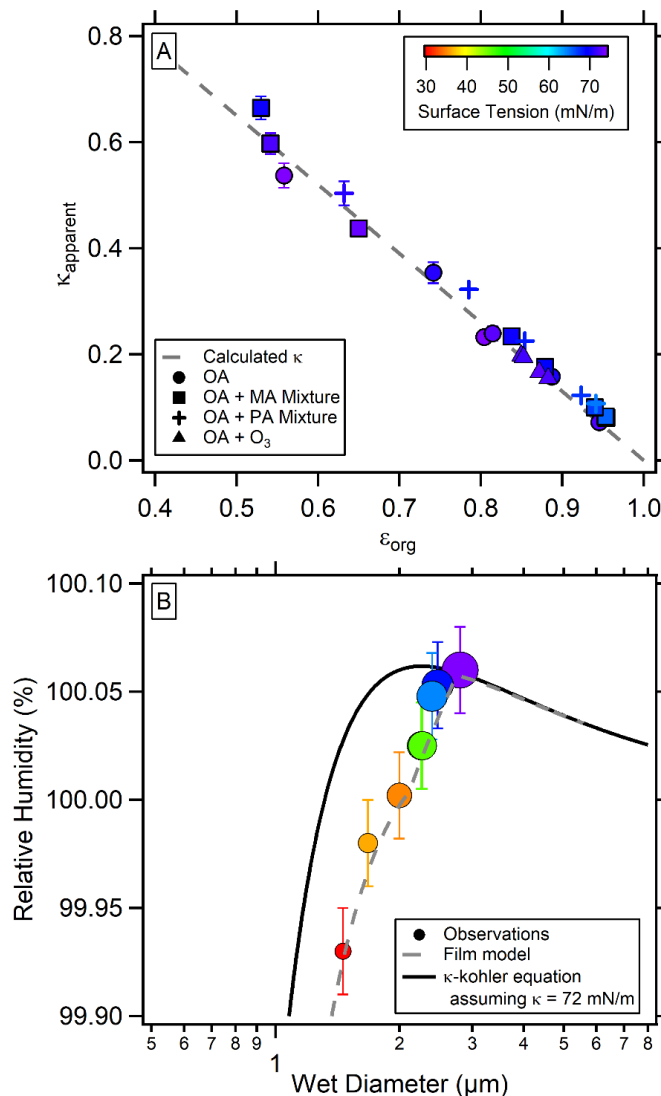 A
0.8
0.6
0.4
0.2
0.0
κapparent
30 40 50 60 70
Surface Tension (mN/m)
Calculated κ
OA
OA + MA Mixture
OA + PA Mixture
OA + O3
0.4 0.5 0.6 0.7 0.8 0.9 1.0
εorg
B
100.10
100.05
100.00
99.95
99.90
Relative Humidity (%)
Observations
Film model
κ-kohler equation
assuming κ = 72 mN/m
5 6 7 8 9 1 2 3 4 5 6 7 8
Wet Diameter (µm)